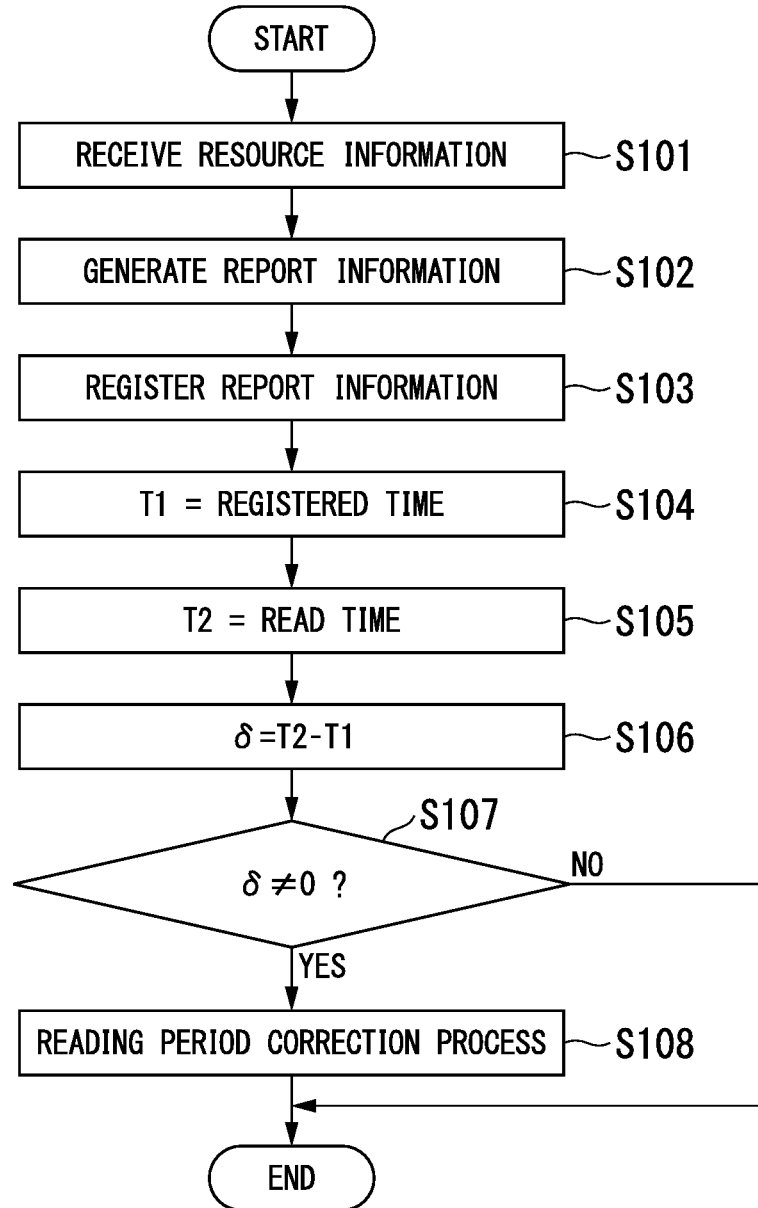 START
RECEIVE RESOURCE INFORMATION S101
GENERATE REPORT INFORMATION S102
REGISTER REPORT INFORMATION S103
T1 = REGISTERED TIME S104
T2 = READ TIME S105
δ=T2-T1 S106
S107
δ≠0 ?
NO
YES
READING PERIOD CORRECTION PROCESS S108
END